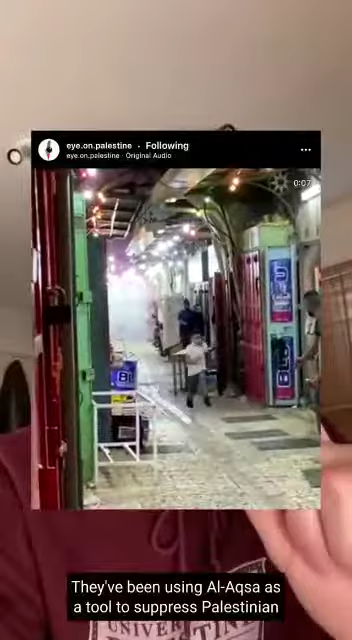 eye.on.palestine · Following
eye.on.palestine · Original Audio
0:07
They've been using Al-Aqsa as
a tool to suppress Palestinian